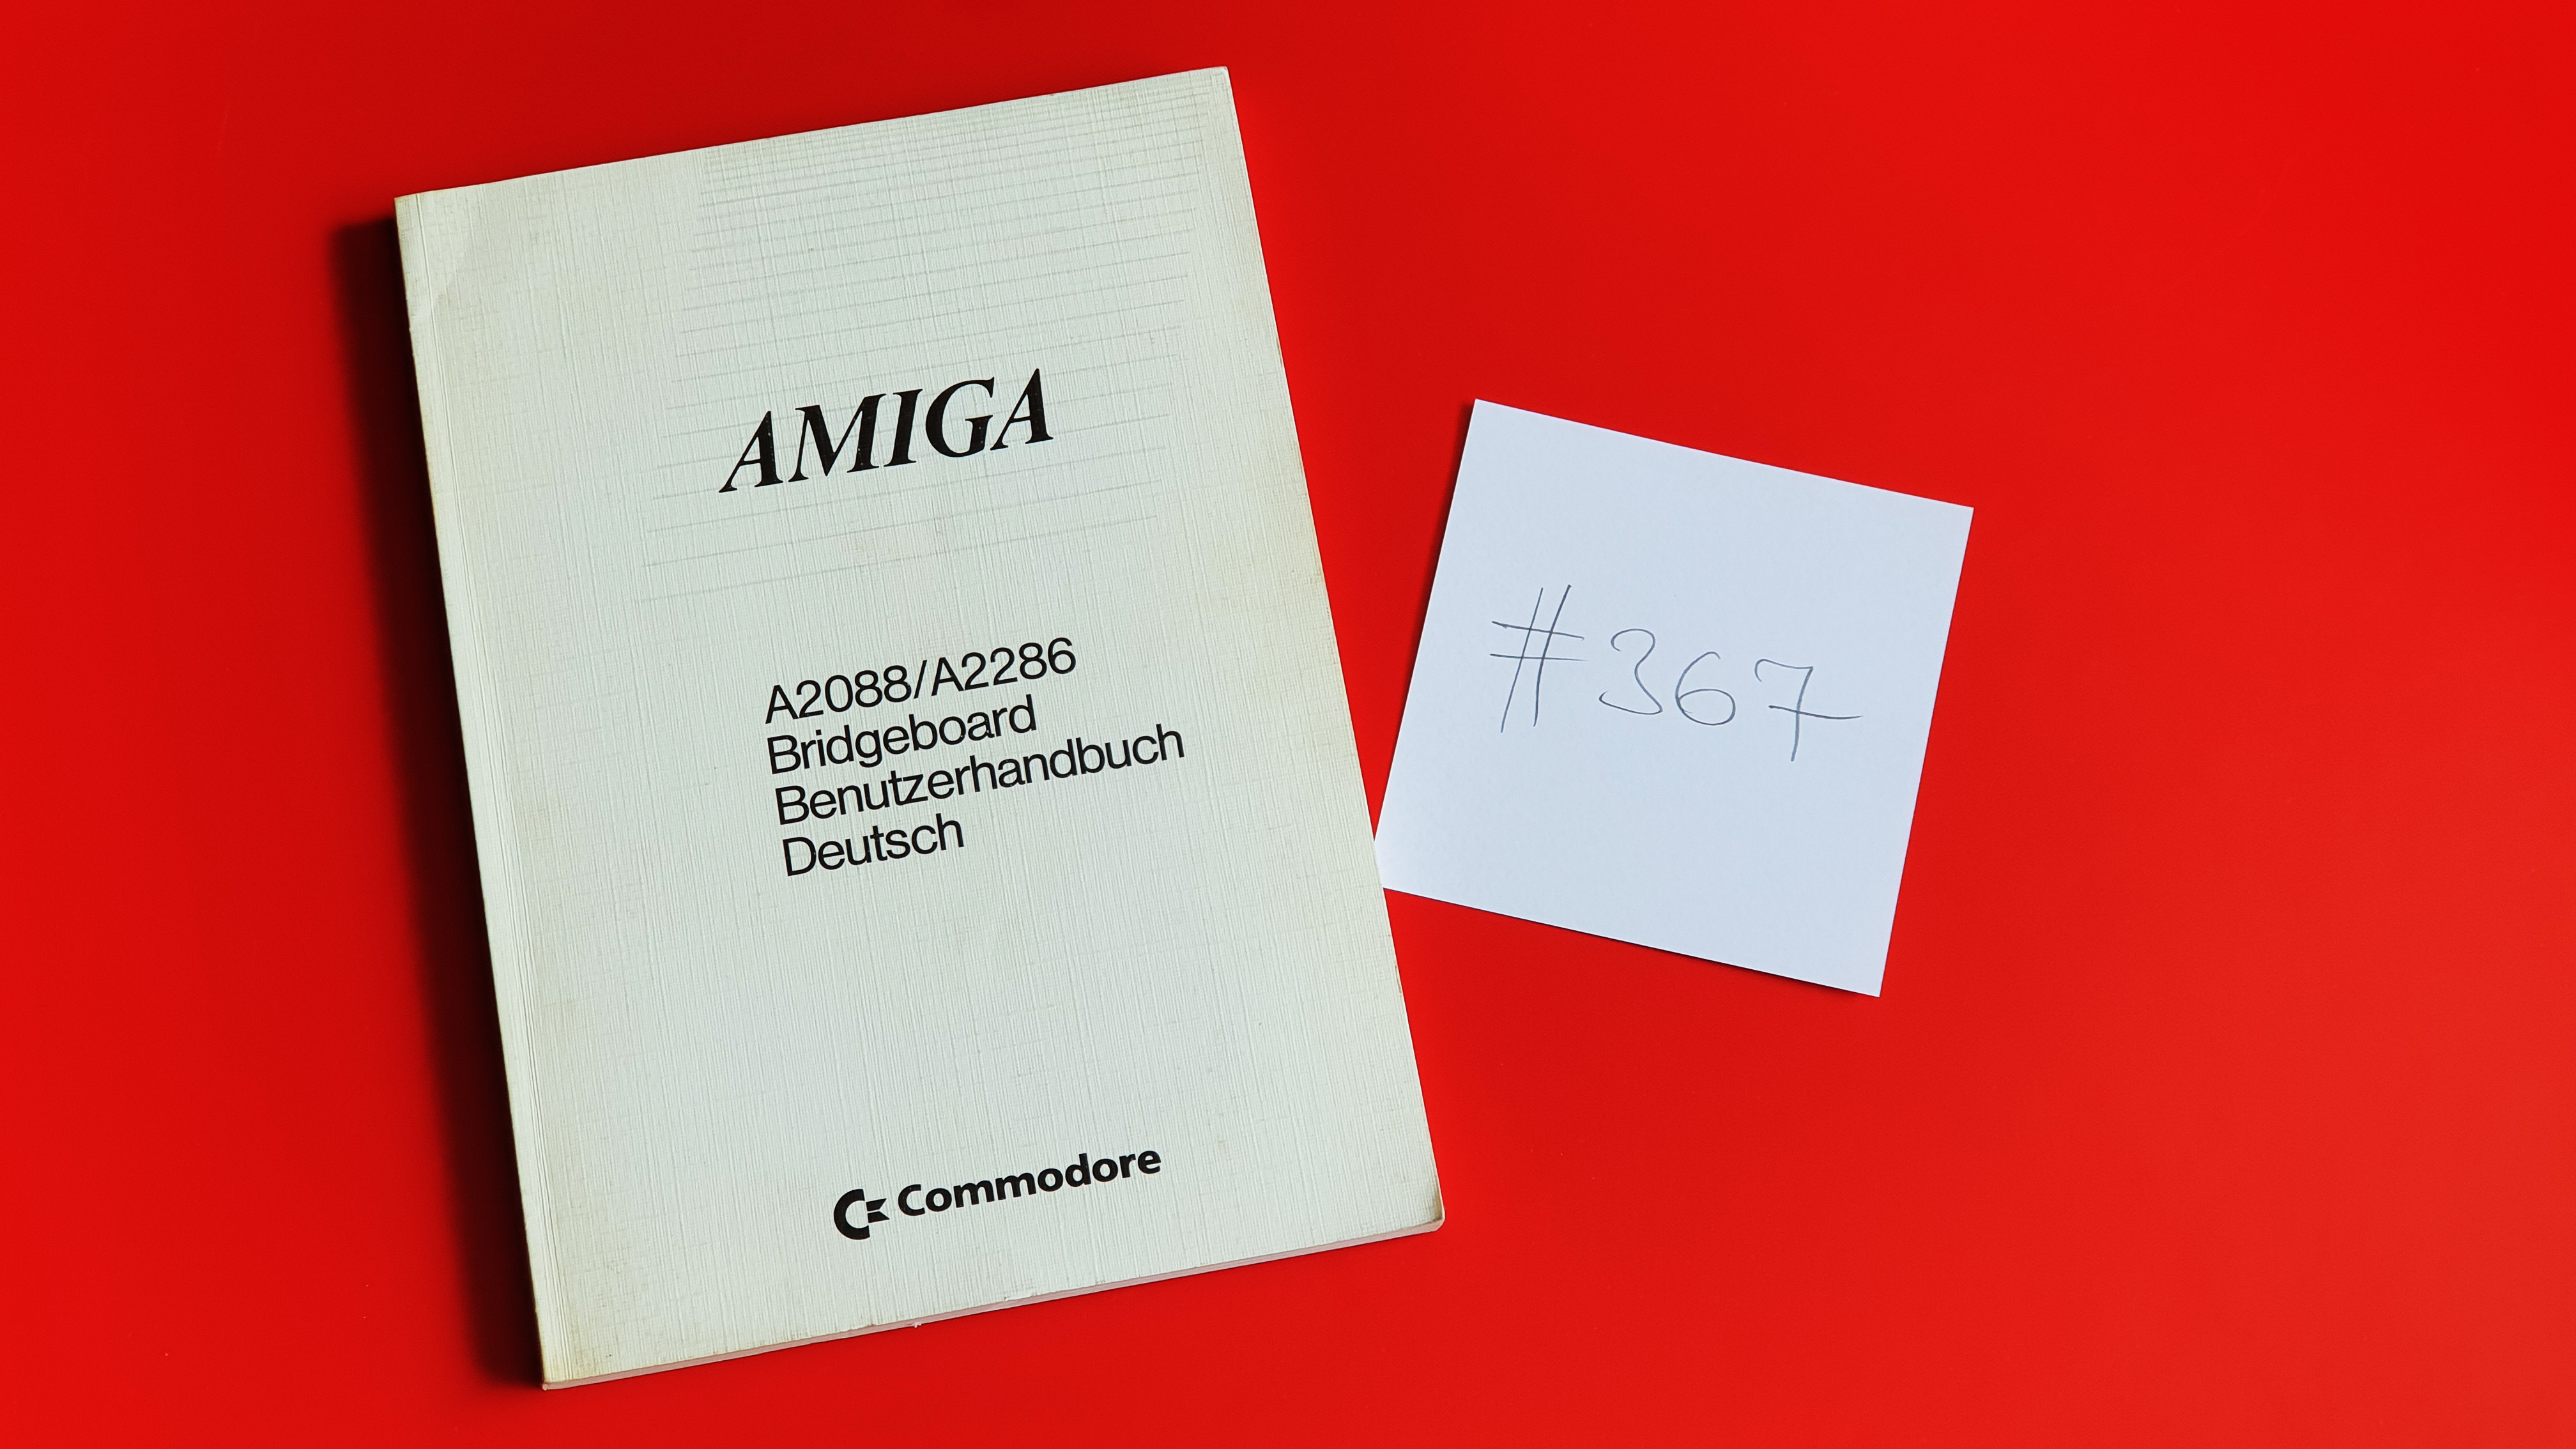 AMIGA
A2088/A2286
Bridgeboard
Benutzerhandbuch
Deutsch
Commodore
#367